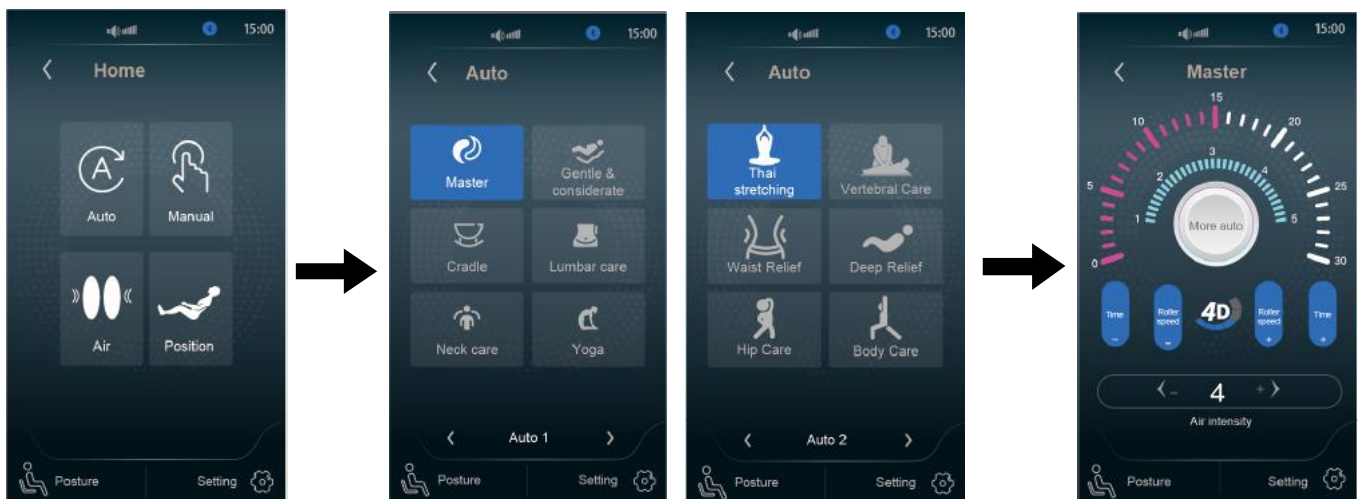 15:00
Home
Auto
Manual
Air
Position
Posture
Setting
15:00
Auto
Master
Gentle &
considerate
Cradle
Lumbar care
Neck care
Yoga
Auto 1
Posture
Setting
15:00
Auto
Thai
stretching
Vertebral Care
Waist Relief
Deep Relief
Hip Care
Body Care
Auto 2
Posture
Setting
15:00
Master
15
10
20
3
2
4
5
25
1
5
More auto
0
30
Time
-
Roller
speed
-
4D
Roller
speed
+
Time
+
- 4 +
Air intensity
Posture
Setting